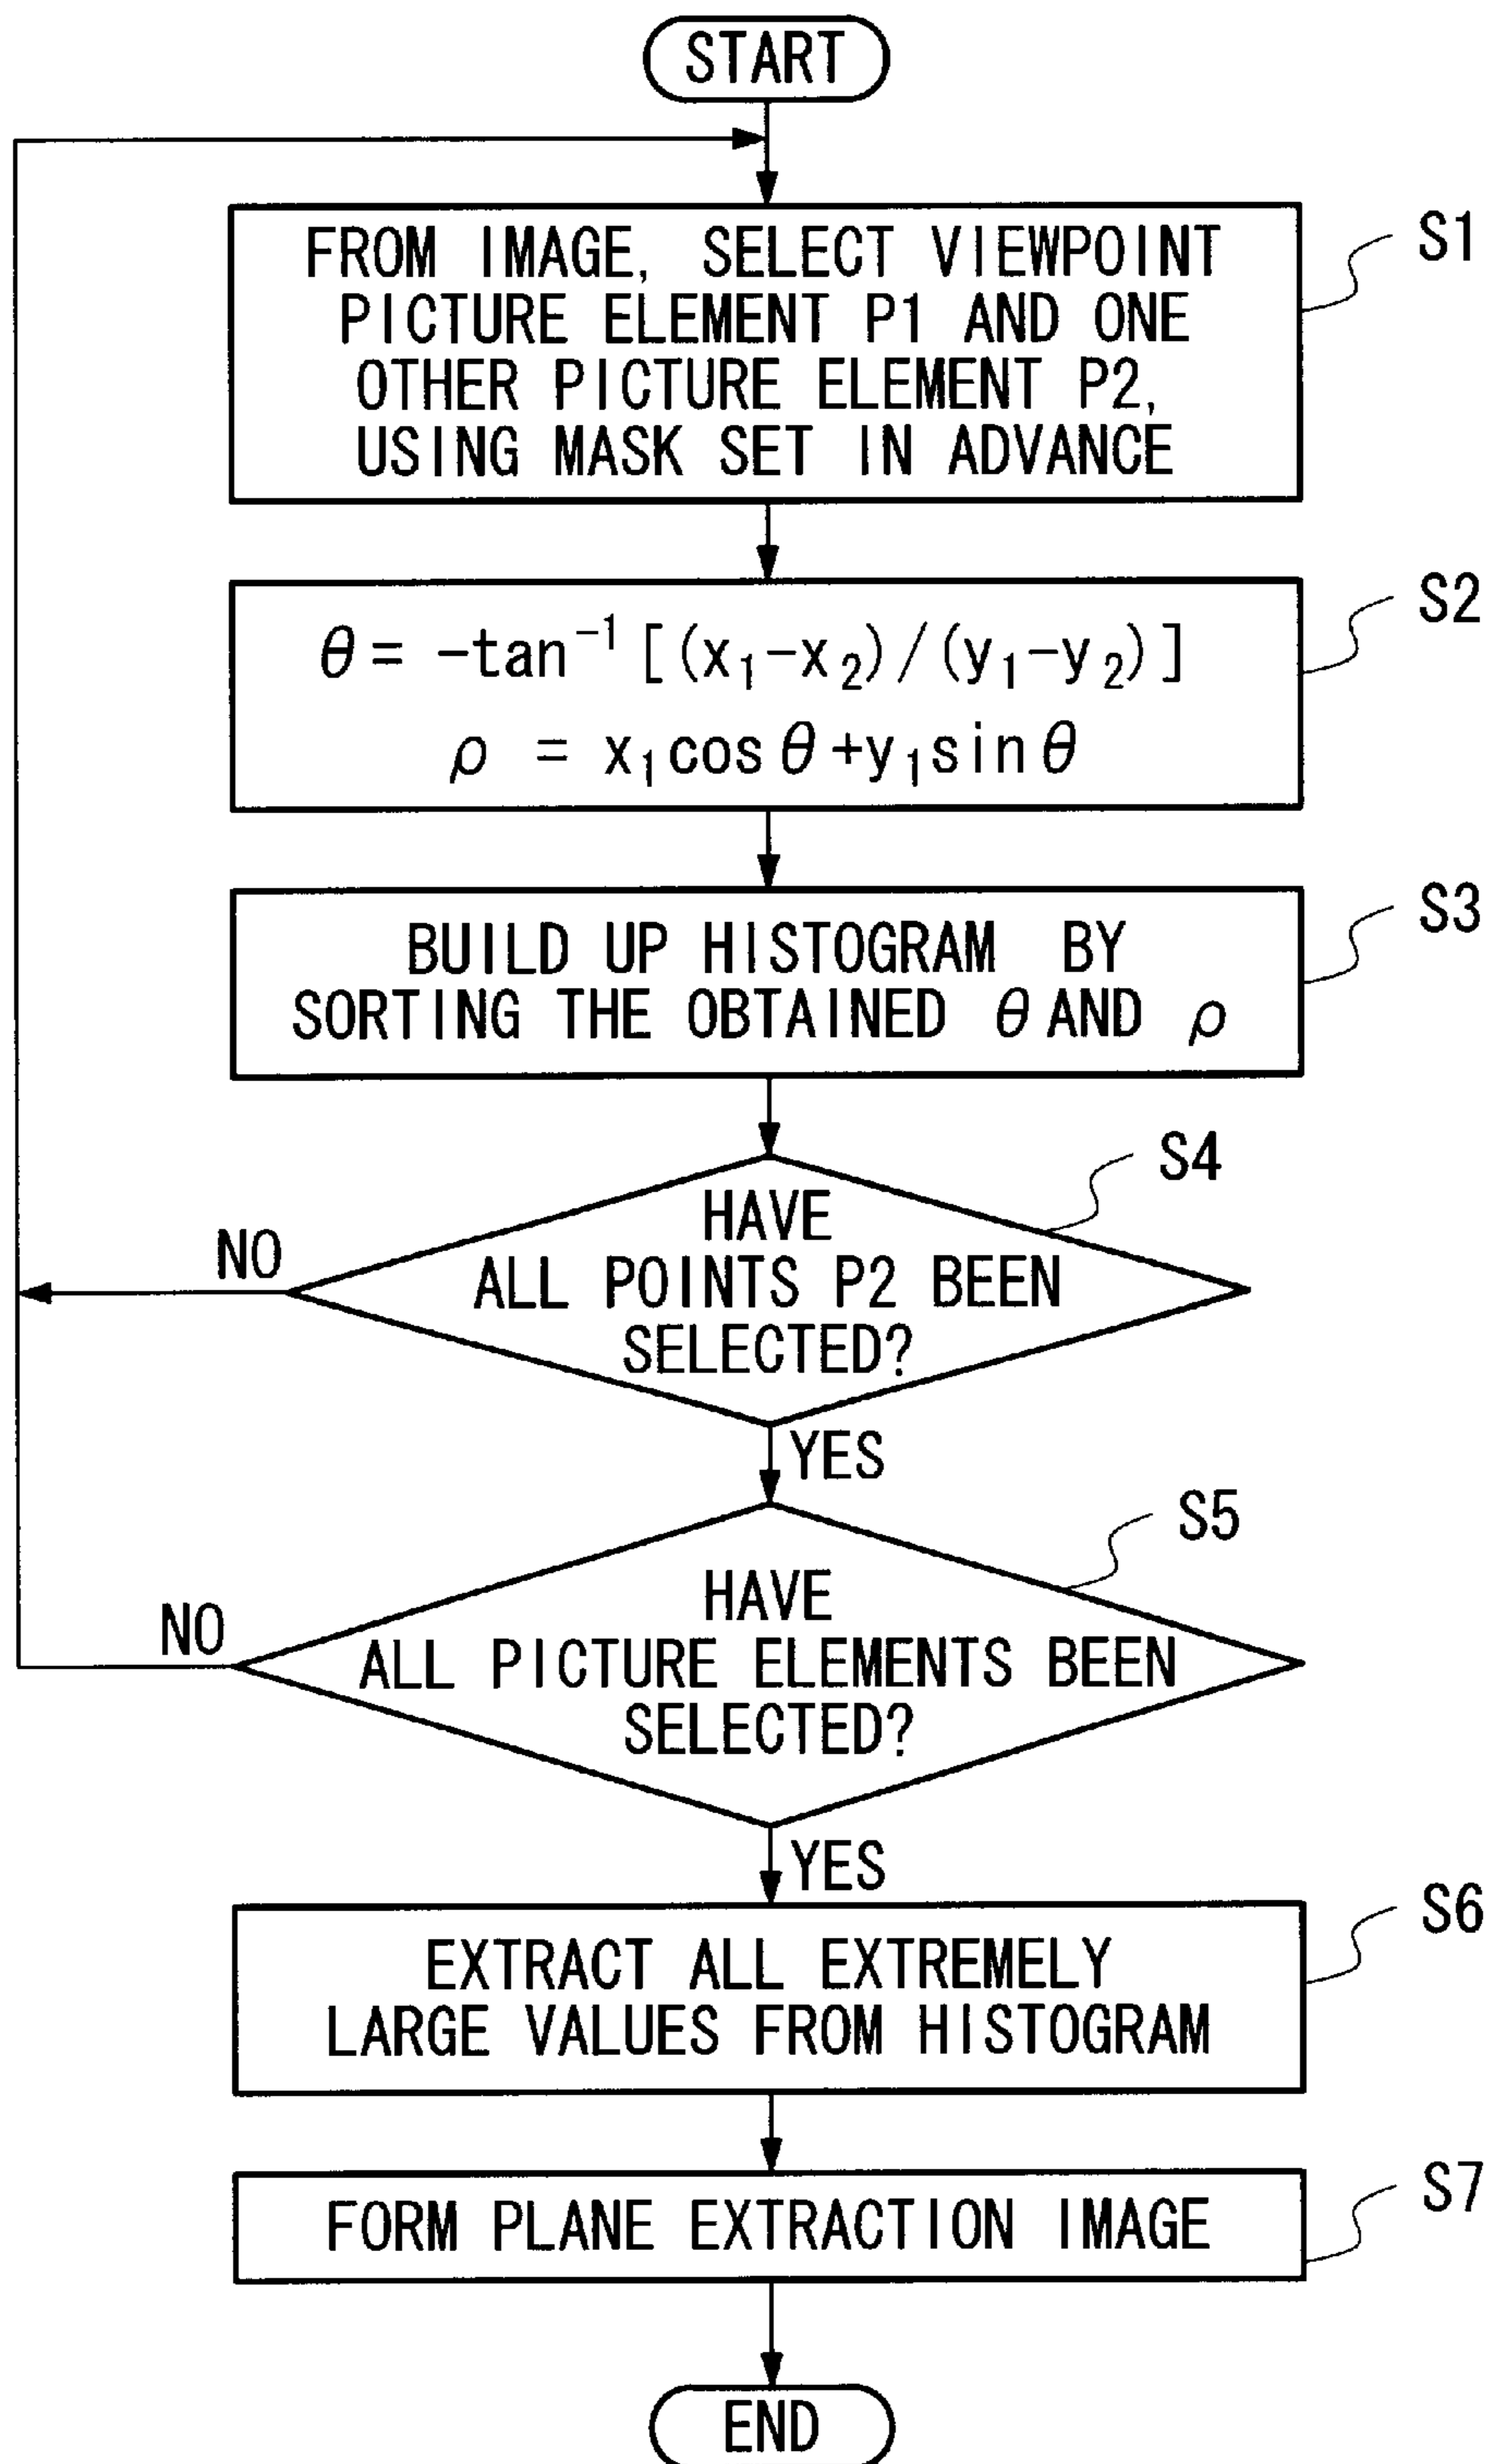 START
FROM IMAGE, SELECT VIEWPOINT
PICTURE ELEMENT P1 AND ONE
OTHER PICTURE ELEMENT P2,
USING MASK SET IN ADVANCE
S1
θ = -tan⁻¹ [(x₁-x₂)/(y₁-y₂)]
ρ = x₁cosθ+y₁sinθ
S2
BUILD UP HISTOGRAM BY
SORTING THE OBTAINED θ AND ρ
S3
HAVE
ALL POINTS P2 BEEN
SELECTED?
S4
NO
YES
HAVE
ALL PICTURE ELEMENTS BEEN
SELECTED?
S5
NO
YES
EXTRACT ALL EXTREMELY
LARGE VALUES FROM HISTOGRAM
S6
FORM PLANE EXTRACTION IMAGE
S7
END